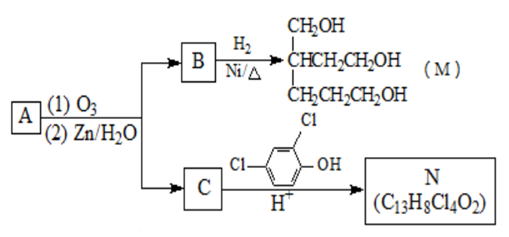 CH₂OH
B
H₂
Ni/△
CHCH₂CH₂OH
(M)
CH₂CH₂CH₂OH
A
(1) O₃
(2) Zn/H₂O
Cl
Cl
OH
C
H⁺
N
(C₁₃H₈Cl₄O₂)